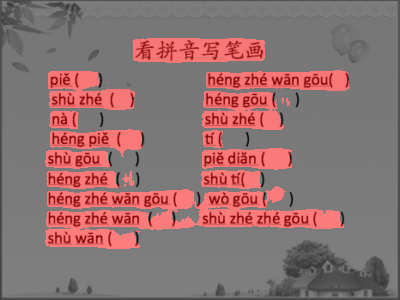 看拼音写笔画
piě ( )
shù zhé ( )
nà ( )
héng piě ( )
shù gōu ( )
héng zhé ( )
héng zhé wān gōu ( )
héng zhé wān ( )
shù wān ( )
héng zhé wān gōu( )
héng gōu ( )
shù zhé ( )
tí ( )
piě diǎn ( )
shù tí( )
wò gōu ( )
shù zhé zhé gōu ( )